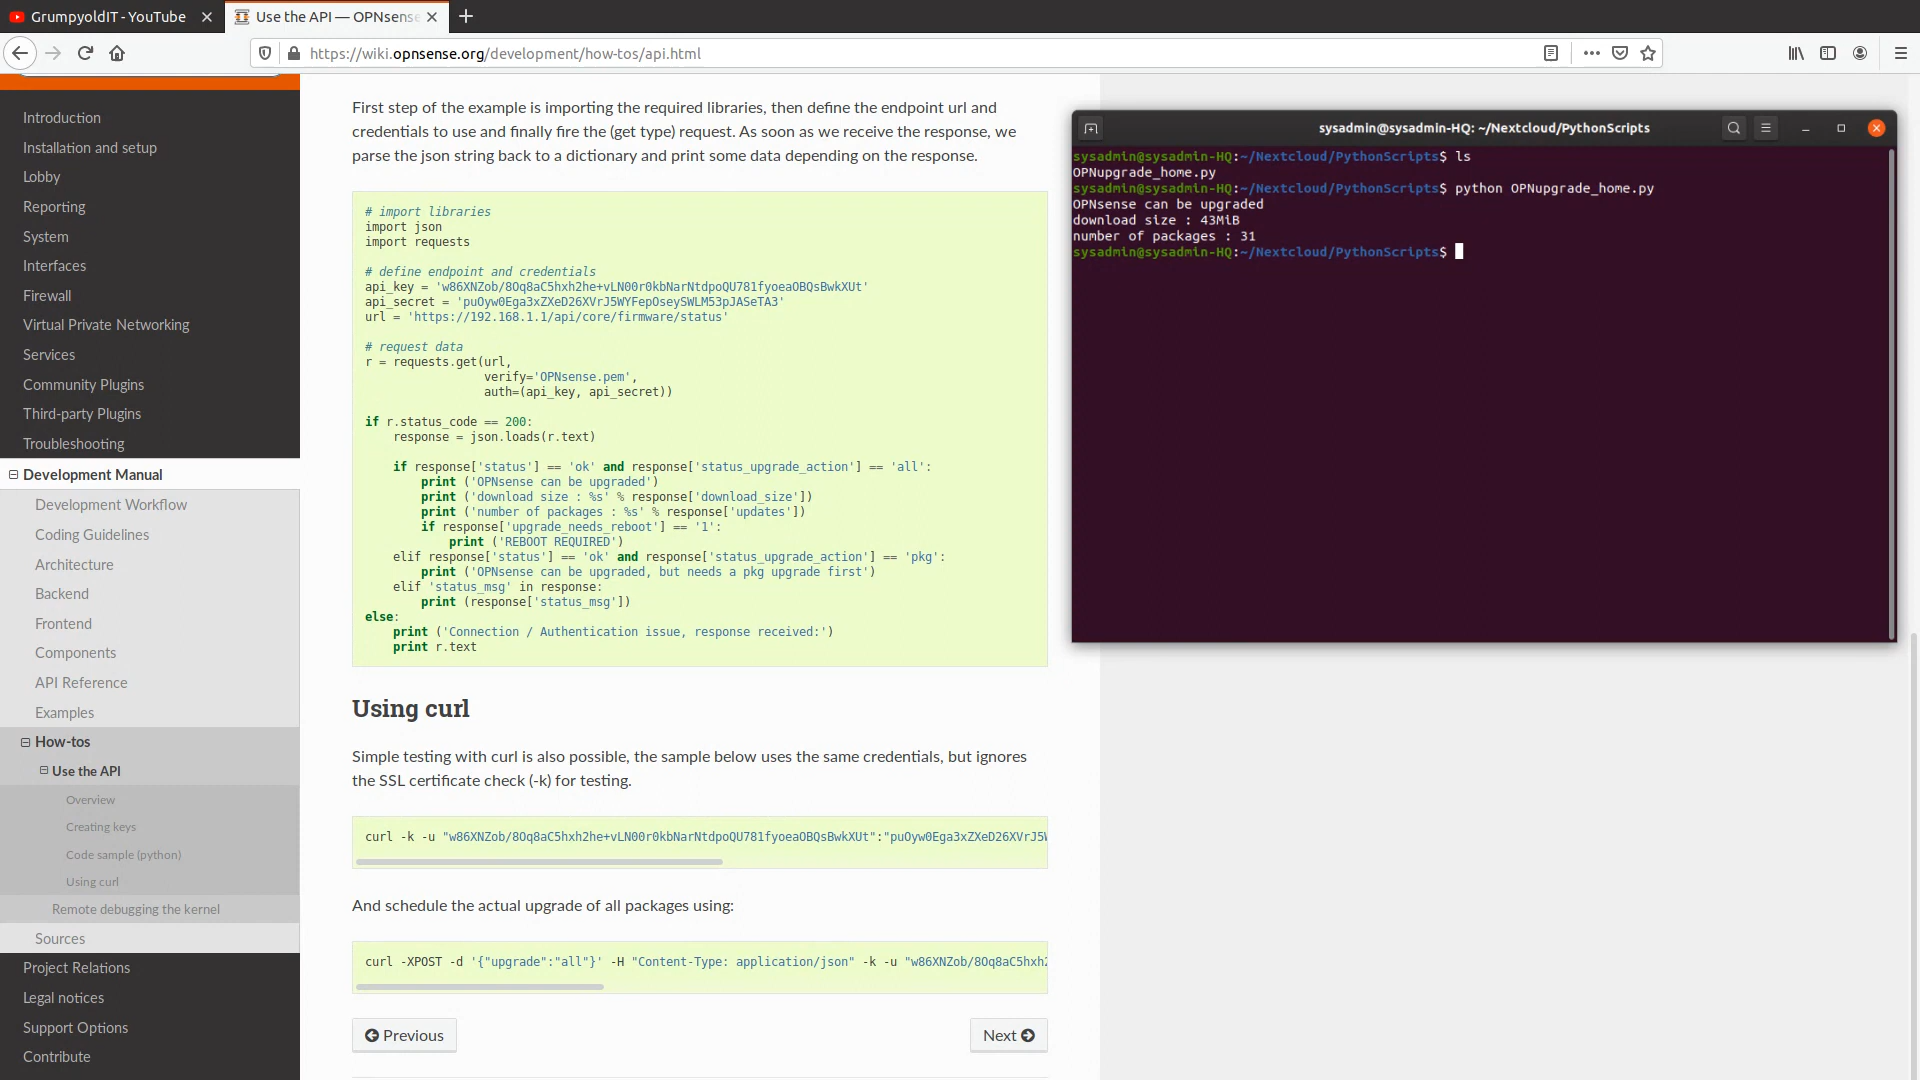 GrumpyoldIT - YouTube
Use the API — OPNsense
https://wiki.opnsense.org/development/how-tos/api.html
Introduction
Installation and setup
Lobby
Reporting
System
Interfaces
Firewall
Virtual Private Networking
Services
Community Plugins
Third-party Plugins
Troubleshooting
Development Manual
Development Workflow
Coding Guidelines
Architecture
Backend
Frontend
Components
API Reference
Examples
How-tos
Use the API
Overview
Creating keys
Code sample (python)
Using curl
Remote debugging the kernel
Sources
Project Relations
Legal notices
Support Options
Contribute
First step of the example is importing the required libraries, then define the endpoint url and
credentials to use and finally fire the (get type) request. As soon as we receive the response, we
parse the json string back to a dictionary and print some data depending on the response.
# import libraries
import json
import requests
# define endpoint and credentials
api_key = 'w86XNZob/8Oq8aC5hxh2he+vLN00r0kbNarNtdpoQU781fyoeaOBQsBwkXUt'
api_secret = 'puOyw0Ega3xZXeD26XVrJ5WYFepOseySWLM53pJASeTA3'
url = 'https://192.168.1.1/api/core/firmware/status'
# request data
r = requests.get(url,
verify='OPNsense.pem',
auth=(api_key, api_secret))
if r.status_code == 200:
response = json.loads(r.text)
if response['status'] == 'ok' and response['status_upgrade_action'] == 'all':
print ('OPNsense can be upgraded')
print ('download size : %s' % response['download_size'])
print ('number of packages : %s' % response['updates'])
if response['upgrade_needs_reboot'] == '1':
print ('REBOOT REQUIRED')
elif response['status'] == 'ok' and response['status_upgrade_action'] == 'pkg':
print ('OPNsense can be upgraded, but needs a pkg upgrade first')
elif 'status_msg' in response:
print (response['status_msg'])
else:
print ('Connection / Authentication issue, response received:')
print r.text
Using curl
Simple testing with curl is also possible, the sample below uses the same credentials, but ignores
the SSL certificate check (-k) for testing.
curl -k -u "w86XNZob/8Oq8aC5hxh2he+vLN00r0kbNarNtdpoQU781fyoeaOBQsBwkXUt":"puOyw0Ega3xZXeD26XVrJ5W
And schedule the actual upgrade of all packages using:
curl -XPOST -d '{"upgrade":"all"}' -H "Content-Type: application/json" -k -u "w86XNZob/8Oq8aC5hxh2
Previous
Next
sysadmin@sysadmin-HQ: ~/Nextcloud/PythonScripts
sysadmin@sysadmin-HQ:~/Nextcloud/PythonScripts$ ls
OPNupgrade_home.py
sysadmin@sysadmin-HQ:~/Nextcloud/PythonScripts$ python OPNupgrade_home.py
OPNsense can be upgraded
download size : 43MiB
number of packages : 31
sysadmin@sysadmin-HQ:~/Nextcloud/PythonScripts$